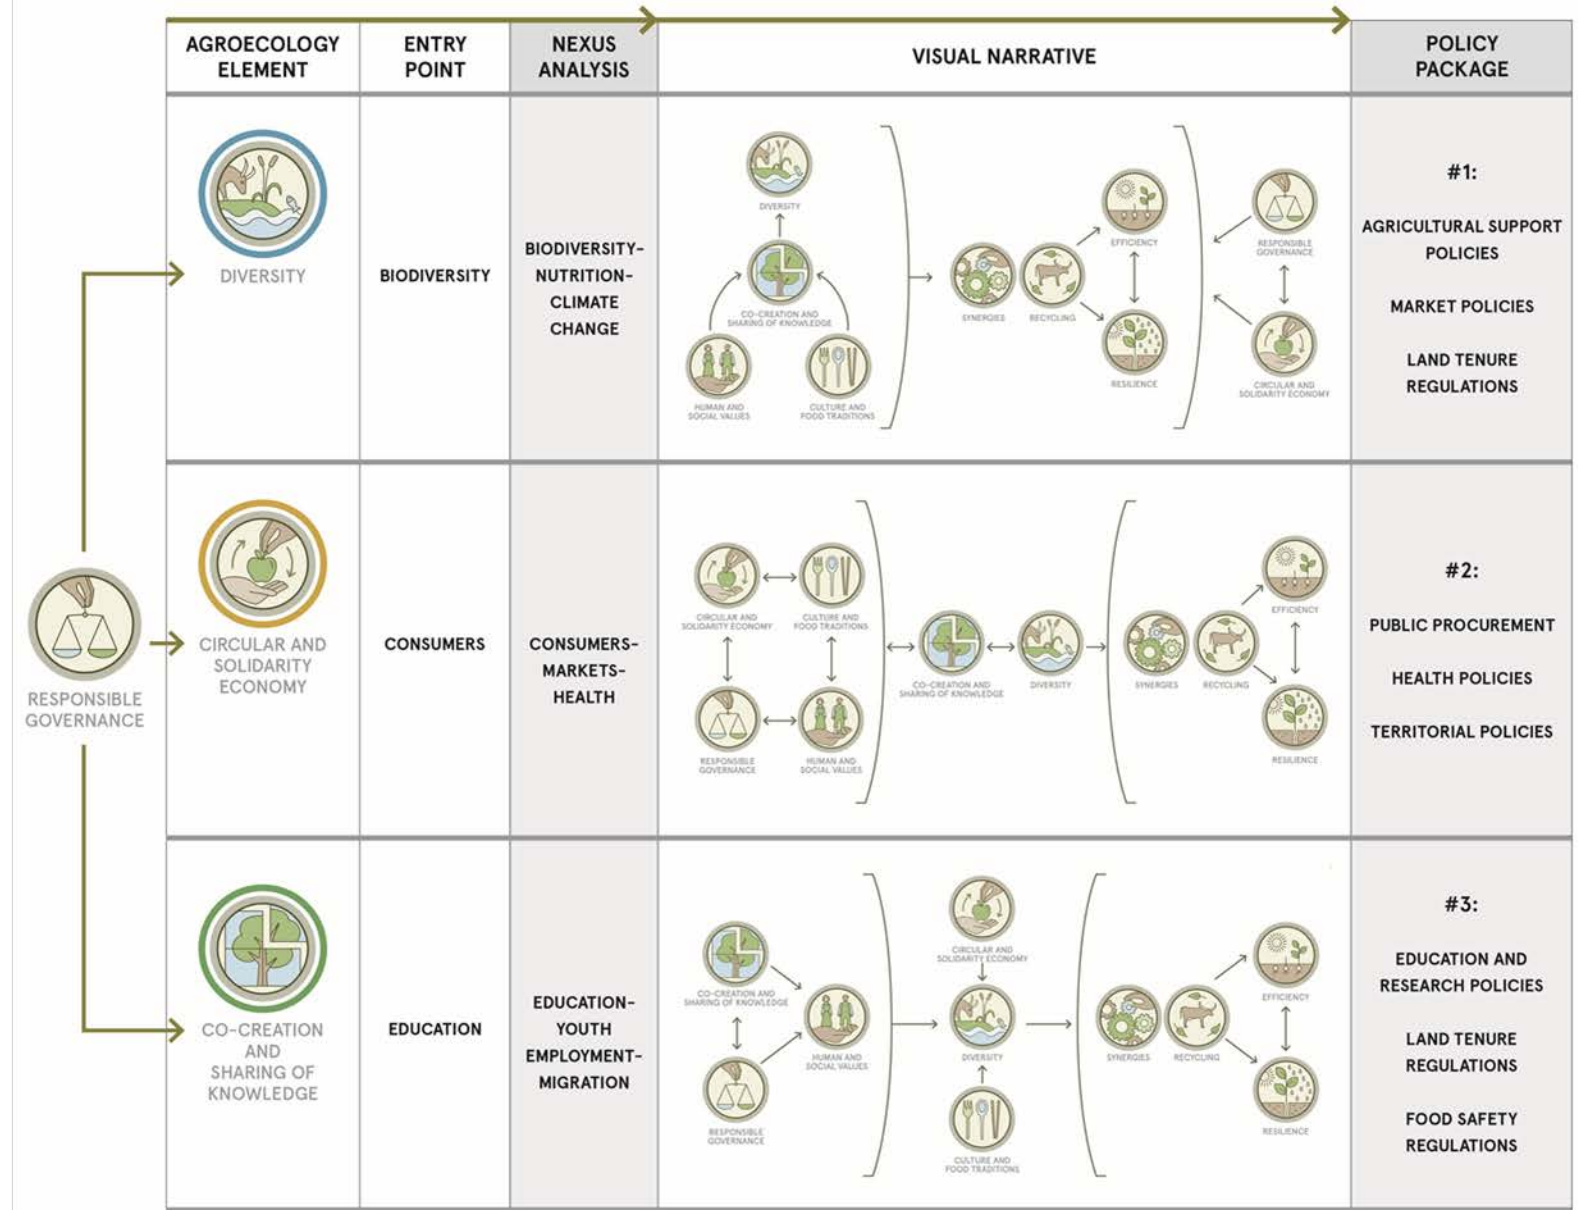 AGROECOLOGY
ELEMENT
ENTRY
POINT
NEXUS
ANALYSIS
VISUAL NARRATIVE
POLICY
PACKAGE
RESPONSIBLE
GOVERNANCE
DIVERSITY
BIODIVERSITY
BIODIVERSITY-
NUTRITION-
CLIMATE
CHANGE
DIVERSITY
CO-CREATION AND
SHARING OF KNOWLEDGE
HUMAN AND
SOCIAL VALUES
CULTURE AND
FOOD TRADITIONS
SYNERGIES
RECYCLING
EFFICIENCY
RESILIENCE
RESPONSIBLE
GOVERNANCE
CIRCULAR AND
SOLIDARITY ECONOMY
#1:
AGRICULTURAL SUPPORT
POLICIES
MARKET POLICIES
LAND TENURE
REGULATIONS
CIRCULAR AND
SOLIDARITY
ECONOMY
CONSUMERS
CONSUMERS-
MARKETS-
HEALTH
CIRCULAR AND
SOLIDARITY ECONOMY
CULTURE AND
FOOD TRADITIONS
RESPONSIBLE
GOVERNANCE
HUMAN AND
SOCIAL VALUES
CO-CREATION AND
SHARING OF KNOWLEDGE
DIVERSITY
SYNERGIES
RECYCLING
EFFICIENCY
RESILIENCE
#2:
PUBLIC PROCUREMENT
HEALTH POLICIES
TERRITORIAL POLICIES
CO-CREATION
AND
SHARING OF
KNOWLEDGE
EDUCATION
EDUCATION-
YOUTH
EMPLOYMENT-
MIGRATION
CO-CREATION AND
SHARING OF KNOWLEDGE
HUMAN AND
SOCIAL VALUES
RESPONSIBLE
GOVERNANCE
CIRCULAR AND
SOLIDARITY ECONOMY
DIVERSITY
CULTURE AND
FOOD TRADITIONS
SYNERGIES
RECYCLING
EFFICIENCY
RESILIENCE
#3:
EDUCATION AND
RESEARCH POLICIES
LAND TENURE
REGULATIONS
FOOD SAFETY
REGULATIONS